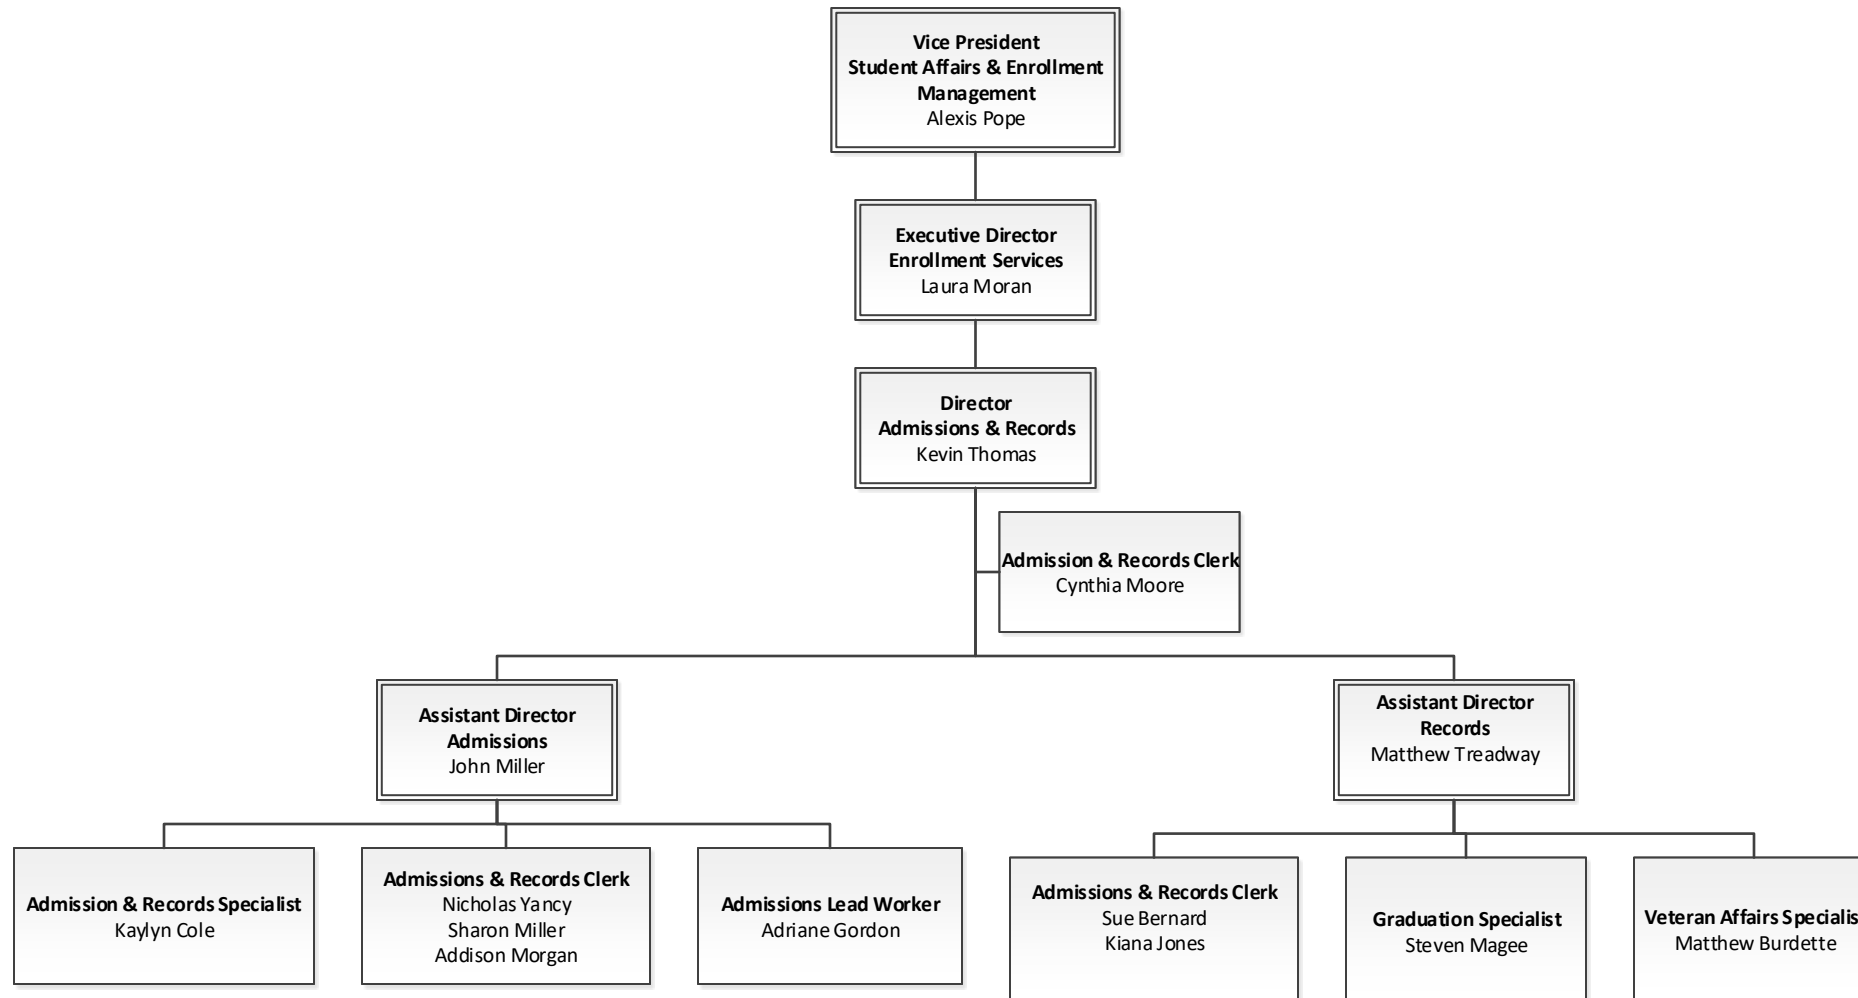 Vice President
Student Affairs & Enrollment
Management
Alexis Pope
Executive Director
Enrollment Services
Laura Moran
Director
Admissions & Records
Kevin Thomas
Admission & Records Clerk
Cynthia Moore
Assistant Director
Admissions
John Miller
Assistant Director
Records
Matthew Treadway
Admission & Records Specialist
Kaylyn Cole
Admissions & Records Clerk
Nicholas Yancy
Sharon Miller
Addison Morgan
Admissions Lead Worker
Adriane Gordon
Admissions & Records Clerk
Sue Bernard
Kiana Jones
Graduation Specialist
Steven Magee
Veteran Affairs Specialis
Matthew Burdette